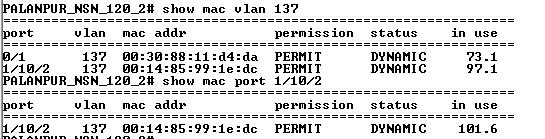 PALANPUR_NSN_120_2# show mac vlan 137
port vlan mac addr permission status in use
0/1 137 00:30:88:11:d4:da PERMIT DYNAMIC 73.1
1/10/2 137 00:14:85:99:1e:dc PERMIT DYNAMIC 97.1
PALANPUR_NSN_120_2# show mac port 1/10/2
port vlan mac addr permission status in use
1/10/2 137 00:14:85:99:1e:dc PERMIT DYNAMIC 101.6